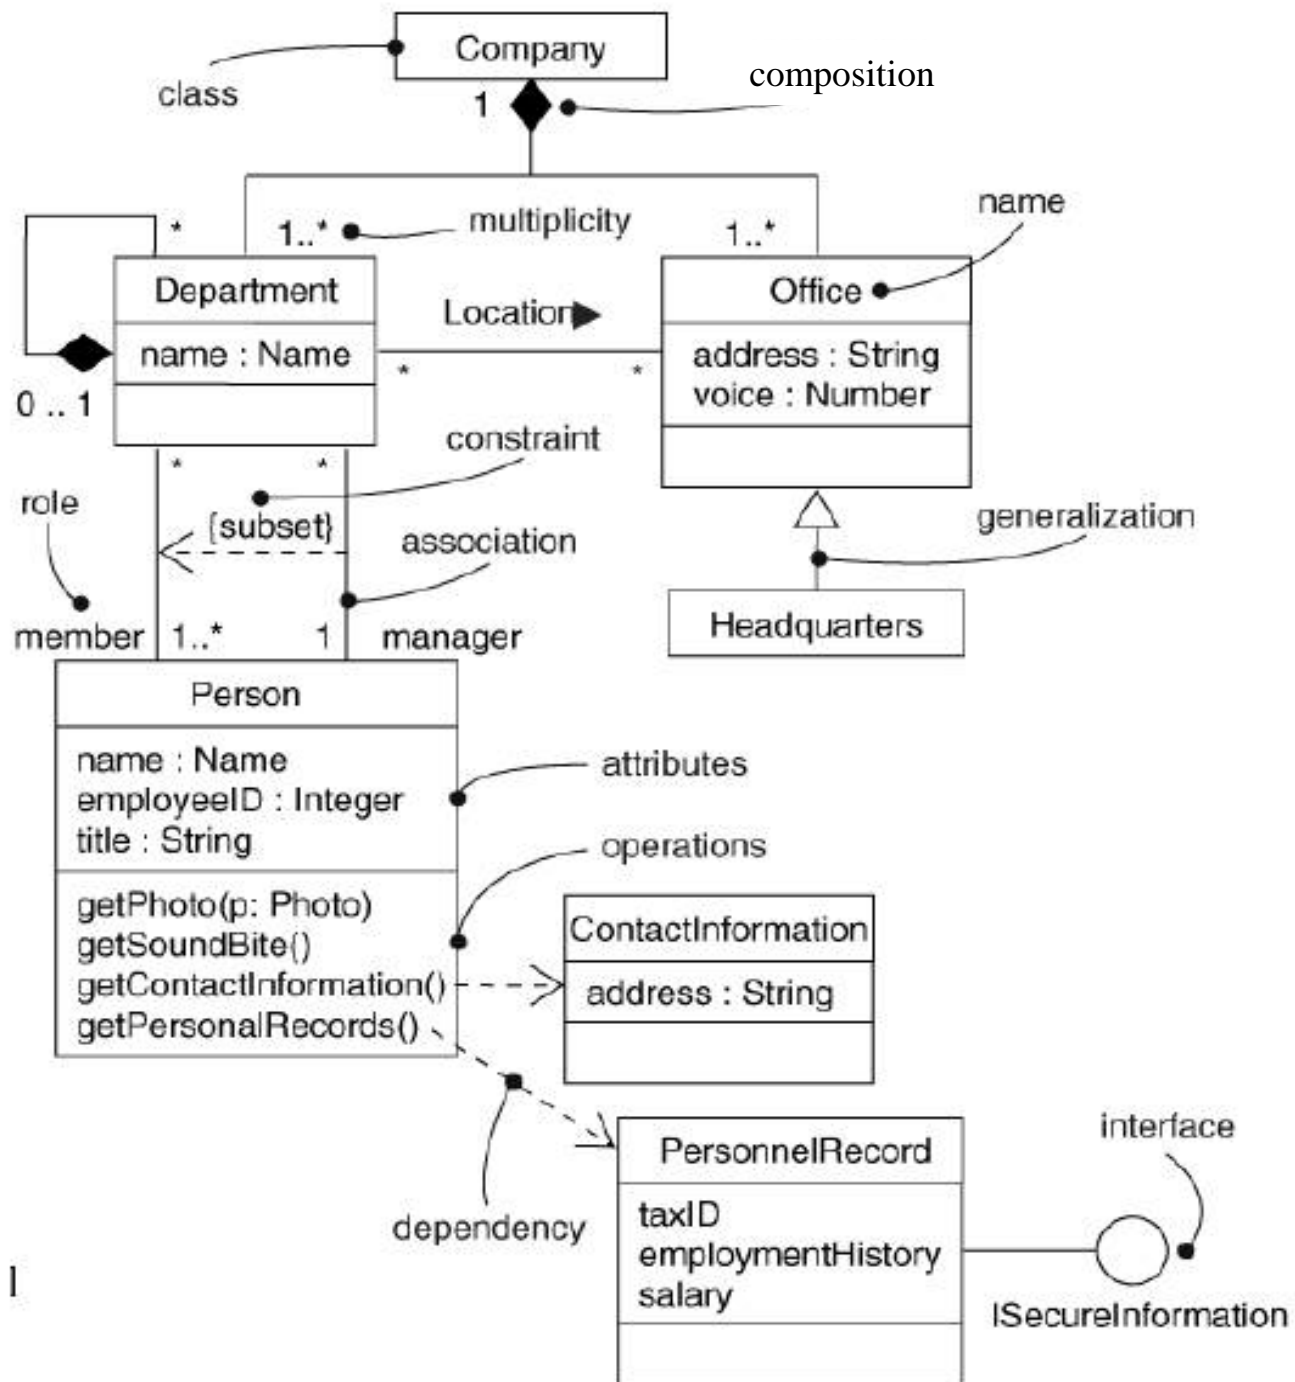 Company
class
1
composition
name
*
1..*
multiplicity
1..*
Department
Office
Location
name : Name
address : String
voice : Number
*
*
0 .. 1
constraint
*
*
role
{subset}
association
generalization
member
1..*
1
manager
Headquarters
Person
name : Name
employeeID : Integer
title : String
attributes
operations
getPhoto(p: Photo)
getSoundBite()
getContactInformation()
getPersonalRecords()
ContactInformation
address : String
interface
PersonnelRecord
dependency
taxID
employmentHistory
salary
l
ISecureInformation